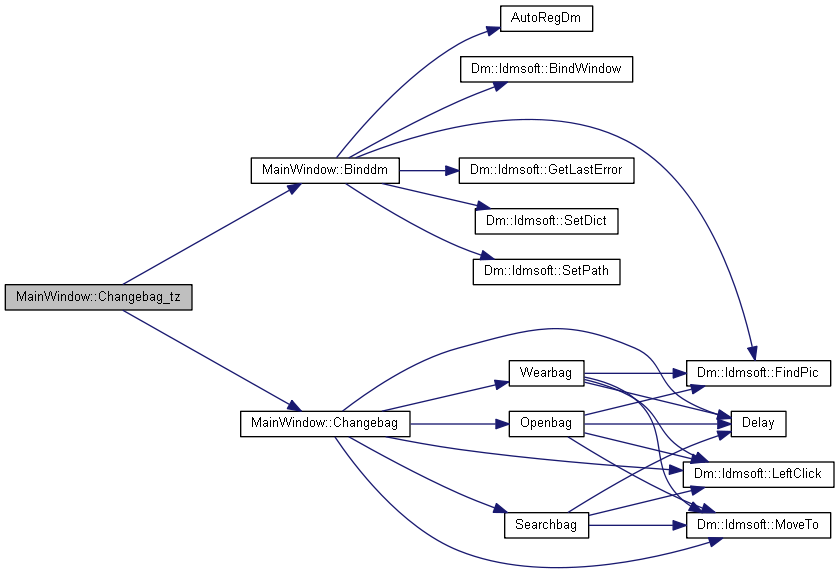 AutoRegDm
Dm::Idmsoft::BindWindow
MainWindow::Binddm
Dm::Idmsoft::GetLastError
Dm::Idmsoft::SetDict
Dm::Idmsoft::SetPath
MainWindow::Changebag_tz
Wearbag
Dm::Idmsoft::FindPic
MainWindow::Changebag
Openbag
Delay
Dm::Idmsoft::LeftClick
Searchbag
Dm::Idmsoft::MoveTo